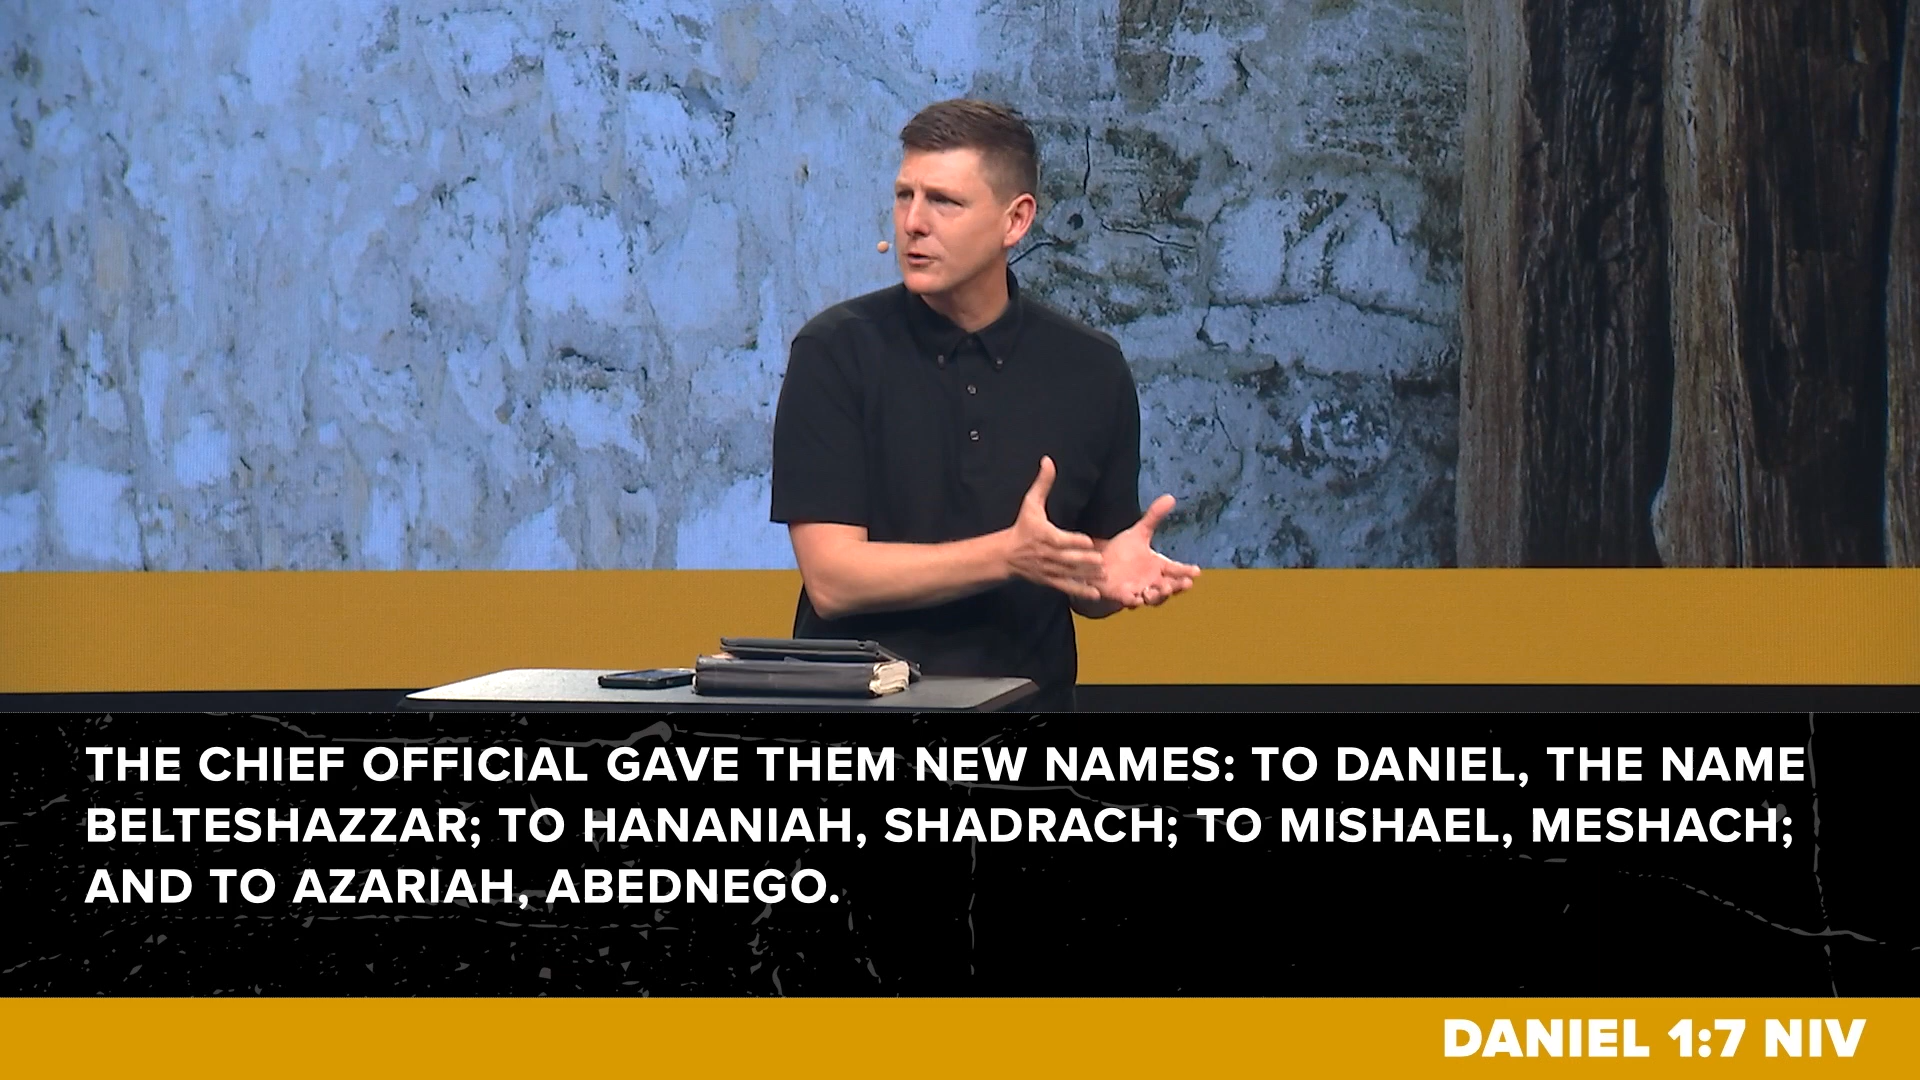 THE CHIEF OFFICIAL GAVE THEM NEW NAMES: TO DANIEL, THE NAME
BELTESHAZZAR; TO HANANIAH, SHADRACH; TO MISHAEL, MESHACH;
AND TO AZARIAH, ABEDNEGO.
DANIEL 1:7 NIV